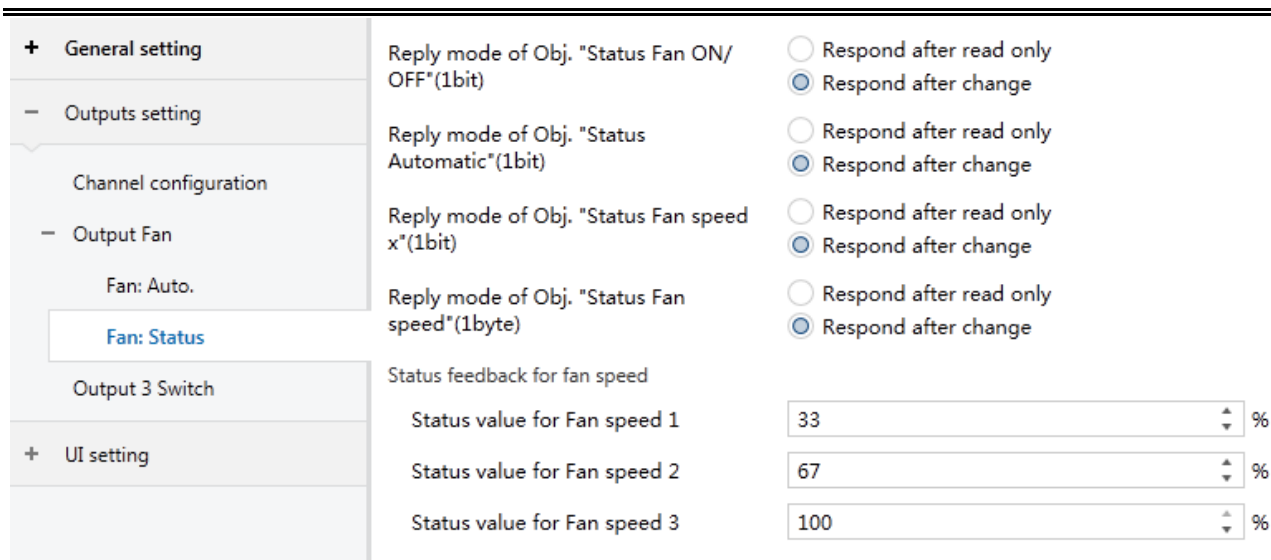 General setting
Outputs setting
Channel configuration
Output Fan
Fan: Auto.
Fan: Status
Output 3 Switch
UI setting
Reply mode of Obj. "Status Fan ON/
OFF"(1bit)
Respond after read only
Respond after change
Reply mode of Obj. "Status
Automatic"(1bit)
Respond after read only
Respond after change
Reply mode of Obj. "Status Fan speed
x"(1bit)
Respond after read only
Respond after change
Reply mode of Obj. "Status Fan
speed"(1byte)
Respond after read only
Respond after change
Status feedback for fan speed
Status value for Fan speed 1 33 %
Status value for Fan speed 2 67 %
Status value for Fan speed 3 100 %